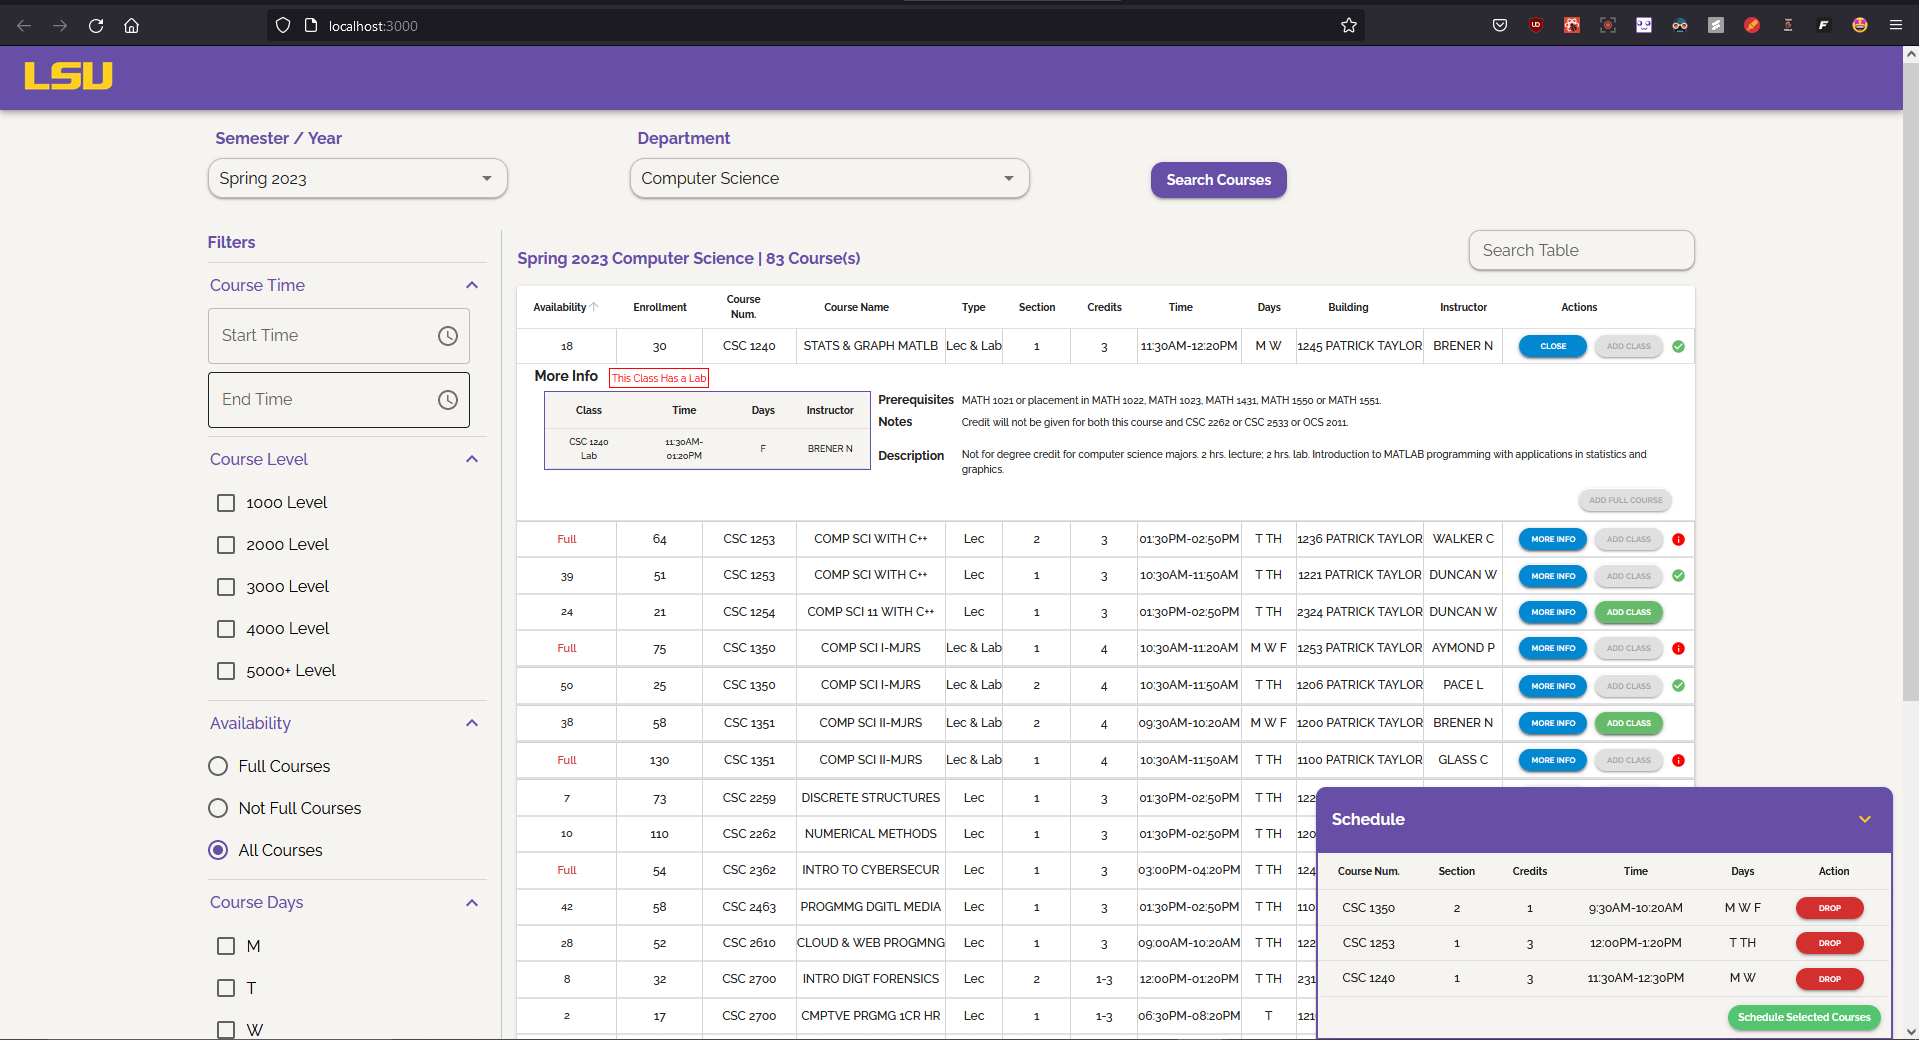 localhost:3000
LSU
Semester / Year
Department
Spring 2023
Computer Science
Search Courses
Filters
Course Time
Start Time
End Time
Course Level
1000 Level
2000 Level
3000 Level
4000 Level
5000+ Level
Availability
Full Courses
Not Full Courses
All Courses
Course Days
M
T
W
Spring 2023 Computer Science | 83 Course(s)
Search Table
Availability Enrollment Course Num. Course Name Type Section Credits Time Days Building Instructor Actions
18 30 CSC 1240 STATS & GRAPH MATLB Lec & Lab 1 3 11:30AM-12:20PM M W 1245 PATRICK TAYLOR BRENER N CLOSE ADD CLASS
More Info This Class Has a Lab
Class Time Days Instructor
CSC 1240 Lab 11:30AM-01:20PM F BRENER N
Prerequisites MATH 1021 or placement in MATH 1022, MATH 1023, MATH 1431, MATH 1550 or MATH 1551.
Notes Credit will not be given for both this course and CSC 2262 or CSC 2533 or OCS 2011.
Description Not for degree credit for computer science majors. 2 hrs. lecture; 2 hrs. lab. Introduction to MATLAB programming with applications in statistics and
graphics.
ADD FULL COURSE
Full 64 CSC 1253 COMP SCI WITH C++ Lec 2 3 01:30PM-02:50PM T TH 1236 PATRICK TAYLOR WALKER C MORE INFO ADD CLASS
39 51 CSC 1253 COMP SCI WITH C++ Lec 1 3 10:30AM-11:50AM T TH 1221 PATRICK TAYLOR DUNCAN W MORE INFO ADD CLASS
24 21 CSC 1254 COMP SCI 11 WITH C++ Lec 1 3 01:30PM-02:50PM T TH 2324 PATRICK TAYLOR DUNCAN W MORE INFO ADD CLASS
Full 75 CSC 1350 COMP SCI I-MJRS Lec & Lab 1 4 10:30AM-11:20AM M W F 1253 PATRICK TAYLOR AYMOND P MORE INFO ADD CLASS
50 25 CSC 1350 COMP SCI I-MJRS Lec & Lab 2 4 10:30AM-11:50AM T TH 1206 PATRICK TAYLOR PACE L MORE INFO ADD CLASS
38 58 CSC 1351 COMP SCI II-MJRS Lec & Lab 2 4 09:30AM-10:20AM M W F 1200 PATRICK TAYLOR BRENER N MORE INFO ADD CLASS
Full 130 CSC 1351 COMP SCI II-MJRS Lec & Lab 1 4 10:30AM-11:50AM T TH 1100 PATRICK TAYLOR GLASS C MORE INFO ADD CLASS
7 73 CSC 2259 DISCRETE STRUCTURES Lec 1 3 01:30PM-02:50PM T TH 122
10 110 CSC 2262 NUMERICAL METHODS Lec 1 3 01:30PM-02:50PM T TH 120
Full 54 CSC 2362 INTRO TO CYBERSECUR Lec 1 3 03:00PM-04:20PM T TH 124
42 58 CSC 2463 PROGMMG DGITL MEDIA Lec 1 3 01:30PM-02:50PM T TH 110
28 52 CSC 2610 CLOUD & WEB PROGMNG Lec 1 3 09:00AM-10:20AM T TH 122
8 32 CSC 2700 INTRO DIGT FORENSICS Lec 2 1-3 12:00PM-01:20PM T TH 231
2 17 CSC 2700 CMPTVE PRGMG 1CR HR Lec 1 1-3 06:30PM-08:20PM T 121
Schedule
Course Num. Section Credits Time Days Action
CSC 1350 2 1 9:30AM-10:20AM M W F DROP
CSC 1253 1 3 12:00PM-1:20PM T TH DROP
CSC 1240 1 3 11:30AM-12:30PM M W DROP
Schedule Selected Courses